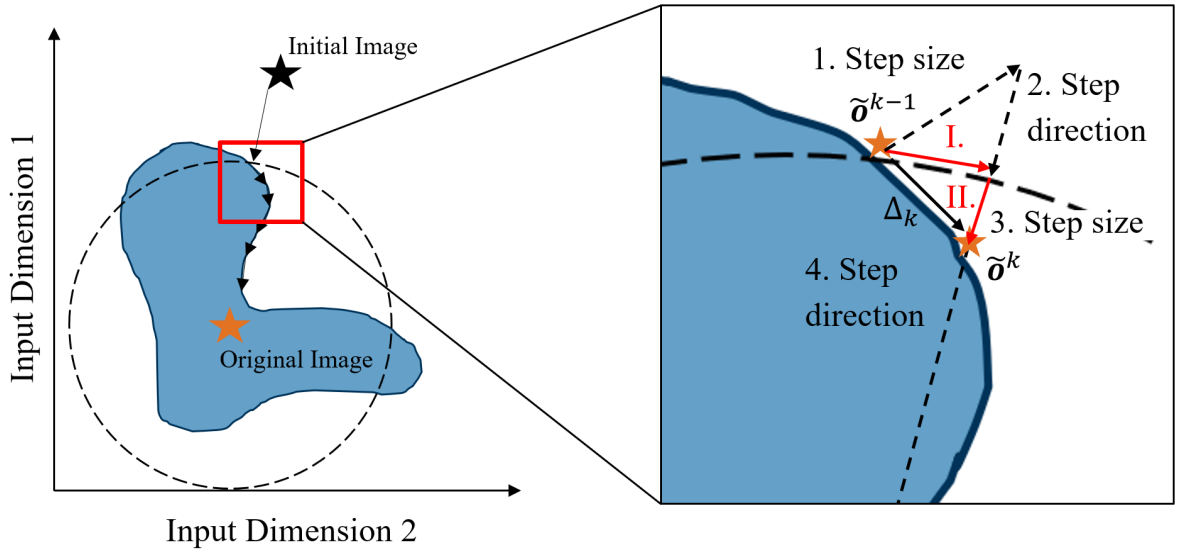 Initial Image
Original Image
Input Dimension 1
Input Dimension 2
1. Step size
õ^{k−1}
2. Step
direction
I.
II.
3. Step size
Δ_k
õ^k
4. Step
direction